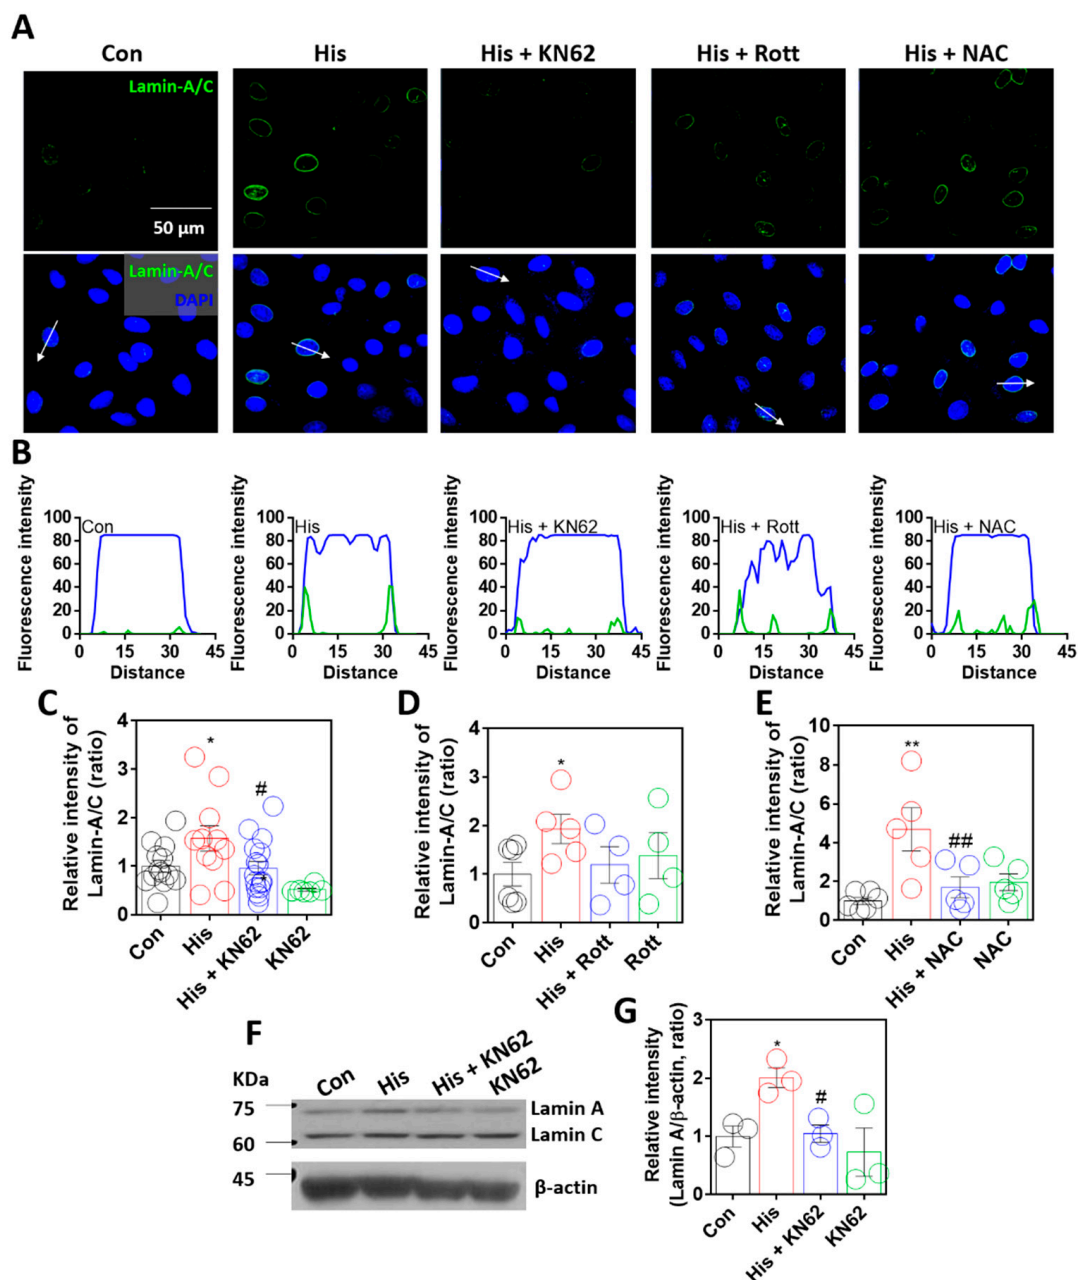 A
Con His His + KN62 His + Rott His + NAC
Lamin-A/C
50 μm
Lamin-A/C
DAPI
B
Fluorescence intensity
100
80
60
40
20
0
Con
0 15 30 45
Distance
Fluorescence intensity
100
80
60
40
20
0
His
0 15 30 45
Distance
Fluorescence intensity
100
80
60
40
20
0
His + KN62
0 15 30 45
Distance
Fluorescence intensity
100
80
60
40
20
0
His + Rott
0 15 30 45
Distance
Fluorescence intensity
100
80
60
40
20
0
His + NAC
0 15 30 45
Distance
C
Relative intensity of
Lamin-A/C (ratio)
4
3
2
1
0
*
#
Con His His + KN62 KN62
D
Relative intensity of
Lamin-A/C (ratio)
4
3
2
1
0
*
Con His His + Rott Rott
E
Relative intensity of
Lamin-A/C (ratio)
10
8
6
4
2
0
**
##
Con His His + NAC NAC
F
KDa
Con His His + KN62 KN62
75
60
45
Lamin A
Lamin C
β-actin
G
Relative intensity
(Lamin A/β-actin, ratio)
3
2
1
0
*
#
Con His His + KN62 KN62